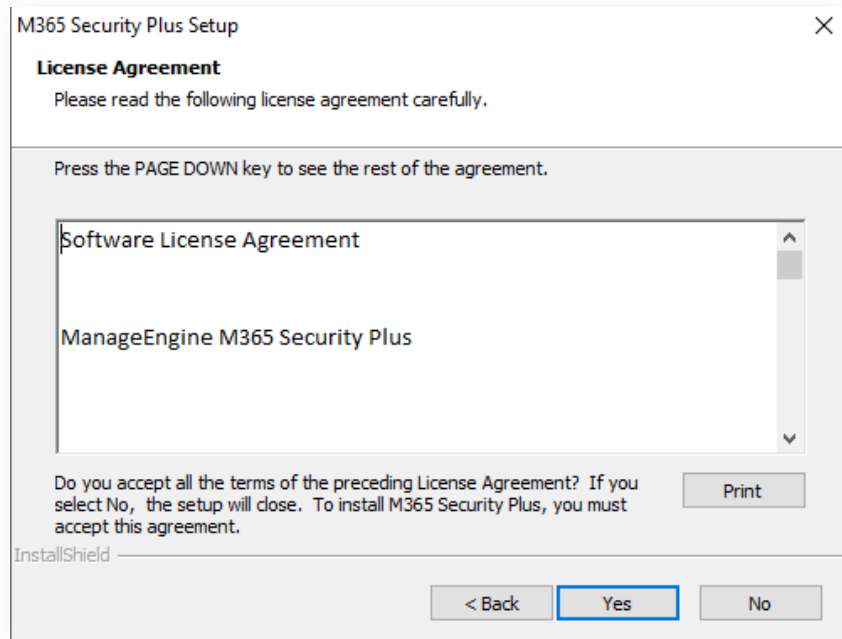 M365 Security Plus Setup
License Agreement
Please read the following license agreement carefully.
Press the PAGE DOWN key to see the rest of the agreement.
Software License Agreement
ManageEngine M365 Security Plus
Do you accept all the terms of the preceding License Agreement? If you
select No, the setup will close. To install M365 Security Plus, you must
accept this agreement.
Print
InstallShield
< Back
Yes
No